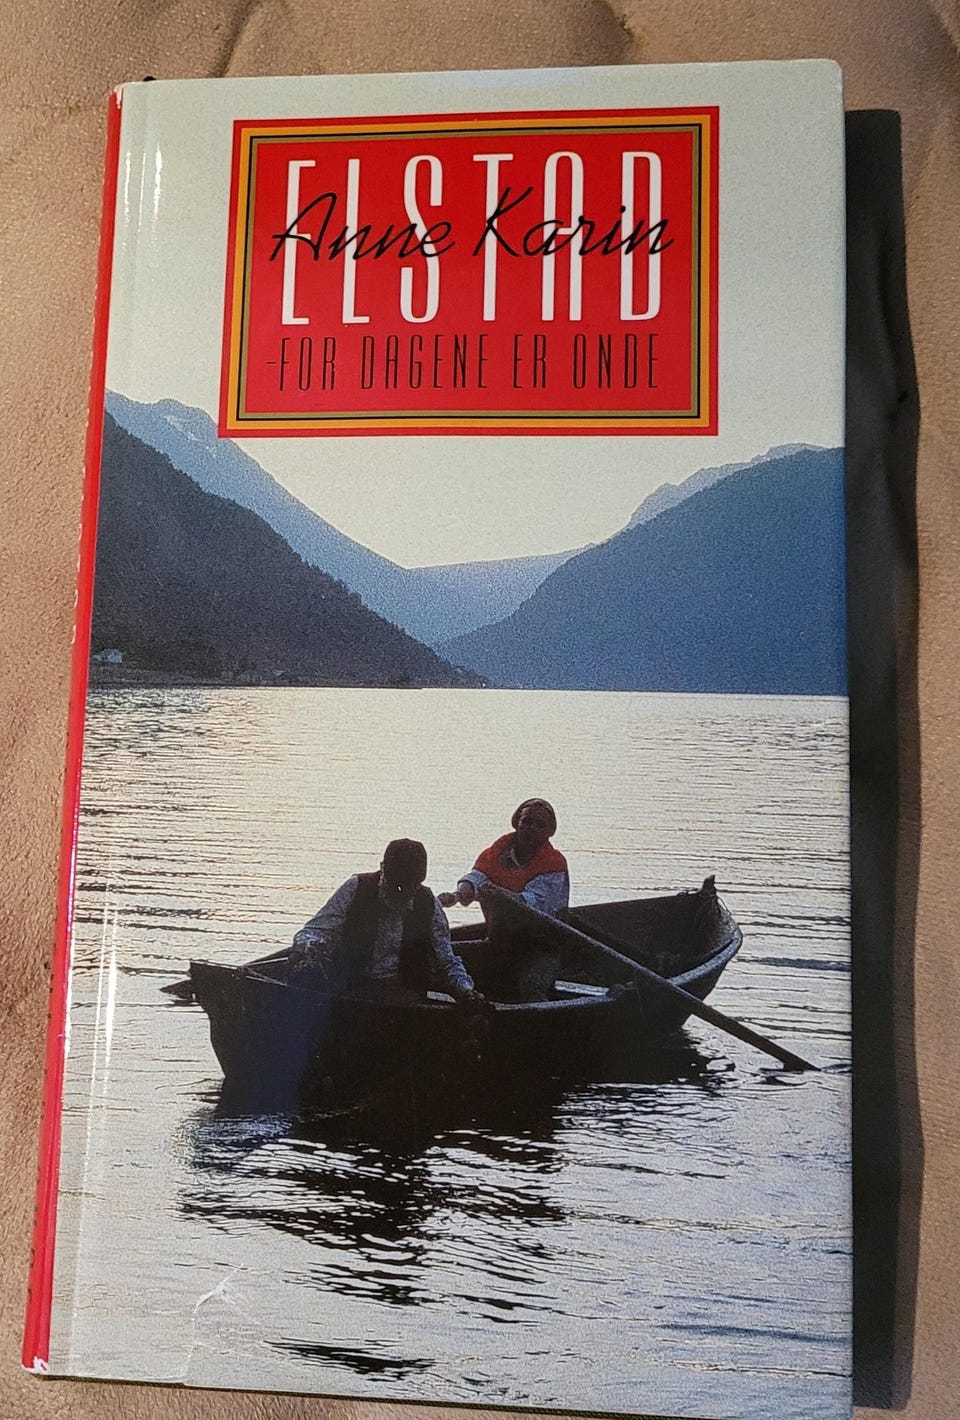 ELSTAD
Anne Karin
-FOR DAGENE ER ONDE